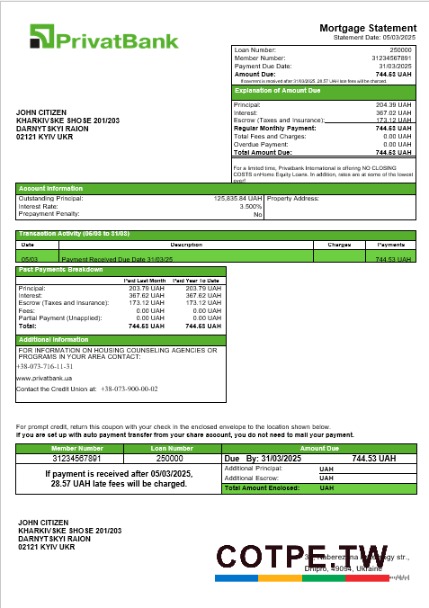 PrivatBank
Mortgage Statement
Statement Date: 05/03/2025
Loan Number: 250000
Member Number: 31234567891
Payment Due Date: 31/03/2025
Amount Due: 744.53 UAH
If payment is received after 31/03/2025, 28.57 UAH late fees will be charged.
Explanation of Amount Due
Principal: 204.39 UAH
Interest: 367.02 UAH
Escrow (Taxes and Insurance): 173.12 UAH
Regular Monthly Payment: 744.53 UAH
Total Fees and Charges: 0.00 UAH
Overdue Payment: 0.00 UAH
Total Amount Due: 744.53 UAH
For a limited time, Privatbank International is offering NO CLOSING
COSTS onHome Equity Loans. In addition, rates are at some of the lowest
JOHN CITIZEN
KHARKIVSKE SHOSE 201/203
DARNYTSKYI RAION
02121 KYIV UKR
Account Information
Outstanding Principal: 125,835.84 UAH
Interest Rate: 3.500%
Prepayment Penalty: No
Property Address:
Transaction Activity (05/03 to 31/03)
Date Description Charges Payments
05/03 Payment Received Due Date 31/03/25 744.53 UAH
Past Payments Breakdown
Paid Last Month Paid Year To Date
Principal: 203.79 UAH 203.79 UAH
Interest: 367.62 UAH 367.62 UAH
Escrow (Taxes and Insurance): 173.12 UAH 173.12 UAH
Fees: 0.00 UAH 0.00 UAH
Partial Payment (Unapplied): 0.00 UAH 0.00 UAH
Total: 744.53 UAH 744.53 UAH
Additional Information
FOR INFORMATION ON HOUSING COUNSELING AGENCIES OR
PROGRAMS IN YOUR AREA CONTACT:
+38-073-716-11-31
www.privatbank.ua
Contact the Credit Union at: +38-073-900-00-02
For prompt credit, return this coupon with your check in the enclosed envelope to the location shown below.
If you are set up with auto payment transfer from your share account, you do not need to mail your payment.
Member Number Loan Number Amount Due
31234567891 250000 Due By: 31/03/2025 744.53 UAH
If payment is received after 05/03/2025,
28.57 UAH late fees will be charged.
Additional Principal: UAH
Additional Escrow: UAH
Total Amount Enclosed: UAH
JOHN CITIZEN
KHARKIVSKE SHOSE 201/203
DARNYTSKYI RAION
02121 KYIV UKR
COTPE.TW
str.,
Dnipro, 49094, Ukraine